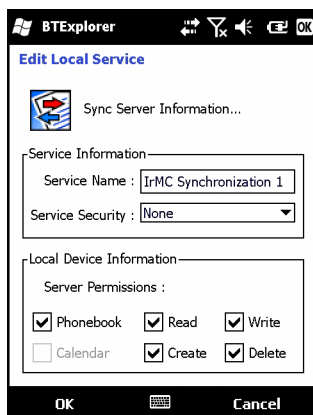 BTExplorer OK
Edit Local Service
Sync Server Information...
Service Information
Service Name : IrMC Synchronization 1
Service Security : None
Local Device Information
Server Permissions :
Phonebook Read Write
Calendar Create Delete
OK Cancel